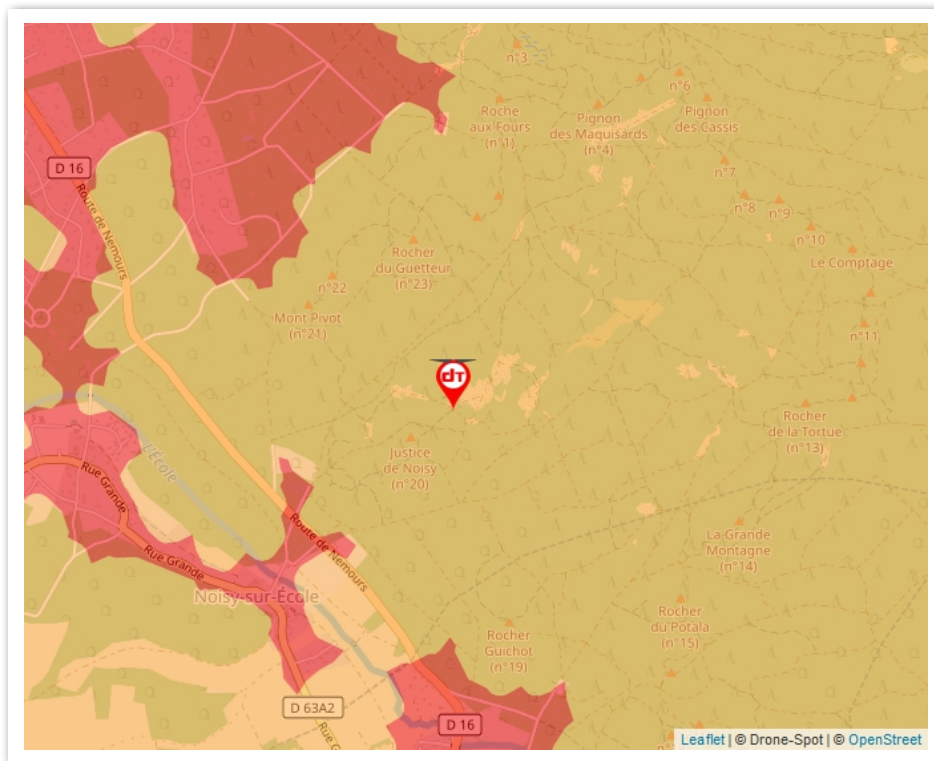 n°3
n°6
Roche
aux Fours
(n°1)
Pignon
des Maquisards
(n°4)
Pignon
des Cassis
D 16
n°7
n°8
n°9
n°10
Route de Nemours
Rocher
du Guetteur
(n°23)
Le Comptage
n°22
Mont Pivot
(n°21)
n°11
dT
Rocher
de la Tortue
(n°13)
Justice
de Noisy
(n°20)
L'École
Rue Grande
Route de Nemours
La Grande
Montagne
(n°14)
Rue Grande
Noisy-sur-École
Rocher
du Potala
(n°15)
Rocher
Guichot
(n°19)
D 63A2
D 16
Rue G
Leaflet | © Drone-Spot | © OpenStreet